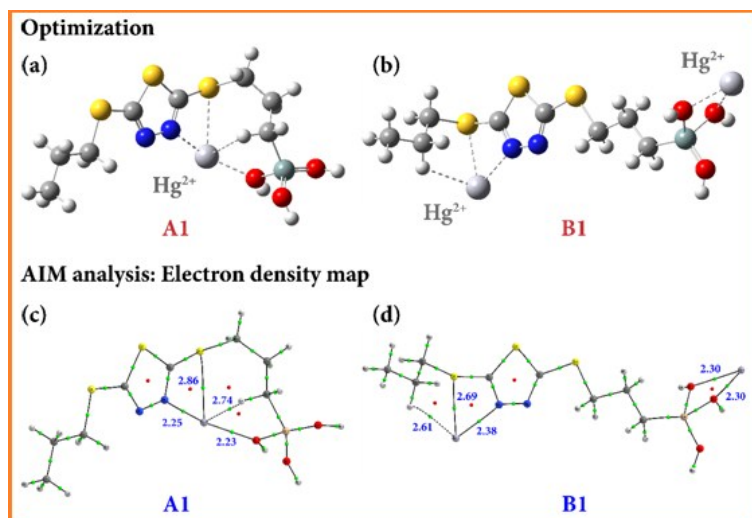 Optimization
(a)
(b)
Hg2+
Hg2+
Hg2+
A1
B1
AIM analysis: Electron density map
(c)
(d)
2.86
2.74
2.25
2.23
2.30
2.30
2.69
2.61
2.38
A1
B1